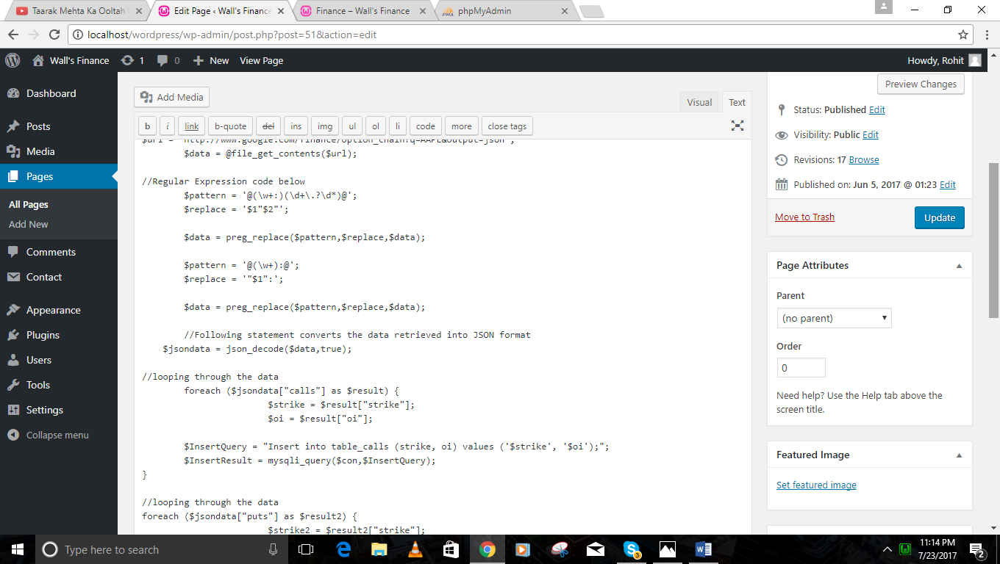 Taarak Mehta Ka Ooltah
Edit Page ‹ Wall's Finance
Finance – Wall's Finance
phpMyAdmin
localhost/wordpress/wp-admin/post.php?post=51&action=edit
Wall's Finance 1 0 New View Page Howdy, Rohit
Dashboard
Posts
Media
Pages
All Pages
Add New
Comments
Contact
Appearance
Plugins
Users
Tools
Settings
Collapse menu
Add Media
Visual Text
b i link b-quote del ins img ul ol li code more close tags
$url = "http://www.google.com/finance/option_chain?q=AAPL&output=json";
$data = @file_get_contents($url);
//Regular Expression code below
$pattern = '@(\w+:)(\d+\.?\d*)@';
$replace = '$1"$2"';
$data = preg_replace($pattern,$replace,$data);
$pattern = '@(\w+):@';
$replace = '"$1":';
$data = preg_replace($pattern,$replace,$data);
//Following statement converts the data retrieved into JSON format
$jsondata = json_decode($data,true);
//looping through the data
foreach ($jsondata["calls"] as $result) {
$strike = $result["strike"];
$oi = $result["oi"];
$InsertQuery = "Insert into table_calls (strike, oi) values ('$strike', '$oi');";
$InsertResult = mysqli_query($con,$InsertQuery);
}
//looping through the data
foreach ($jsondata["puts"] as $result2) {
$strike2 = $result2["strike"];
Preview Changes
Status: Published Edit
Visibility: Public Edit
Revisions: 17 Browse
Published on: Jun 5, 2017 @ 01:23 Edit
Move to Trash
Update
Page Attributes
Parent
(no parent)
Order
0
Need help? Use the Help tab above the
screen title.
Featured Image
Set featured image
Type here to search
11:14 PM
7/23/2017
2